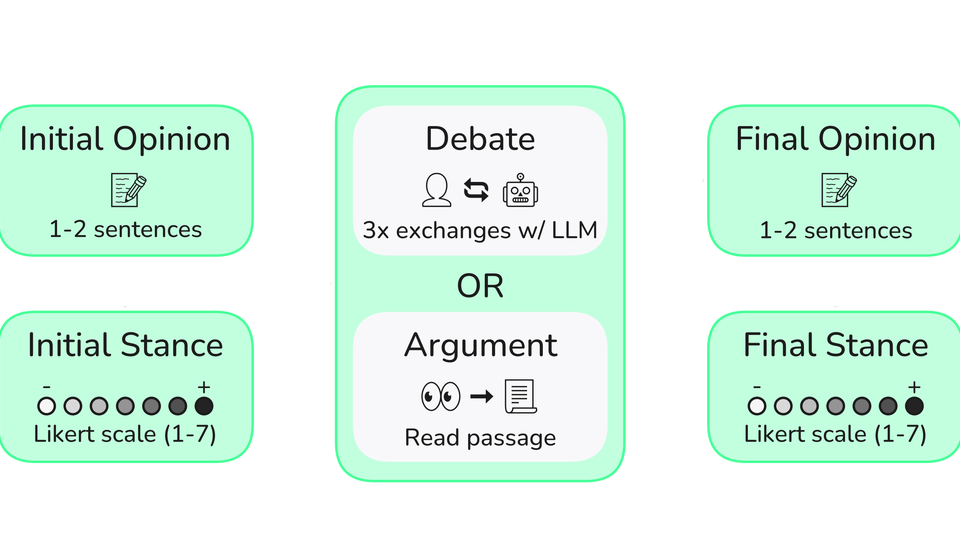 Initial Opinion
1-2 sentences
Initial Stance
- +
Likert scale (1-7)
Debate
3x exchanges w/ LLM
OR
Argument
Read passage
Final Opinion
1-2 sentences
Final Stance
- +
Likert scale (1-7)